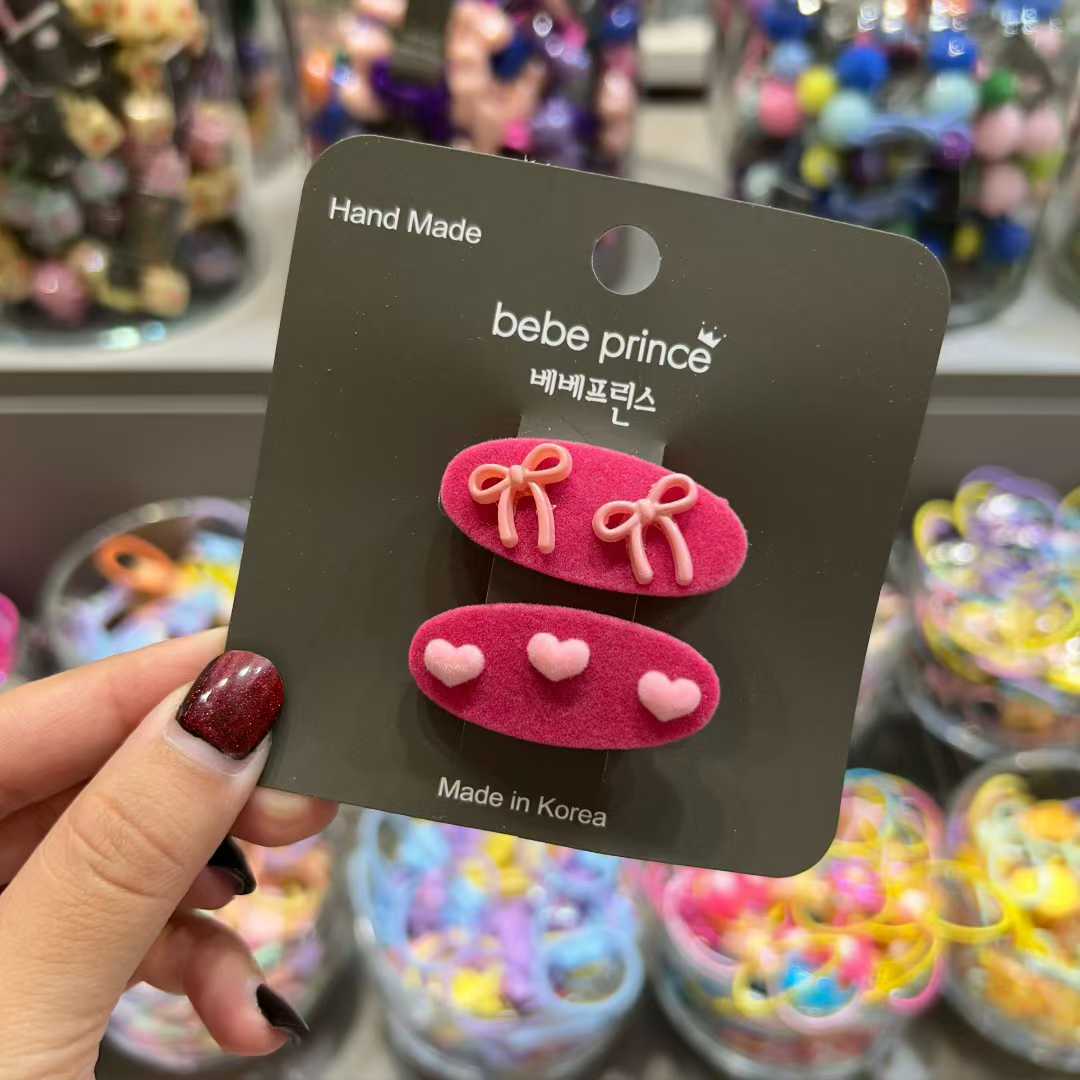 Hand Made
bebe prince
베베프린스
Made in Korea